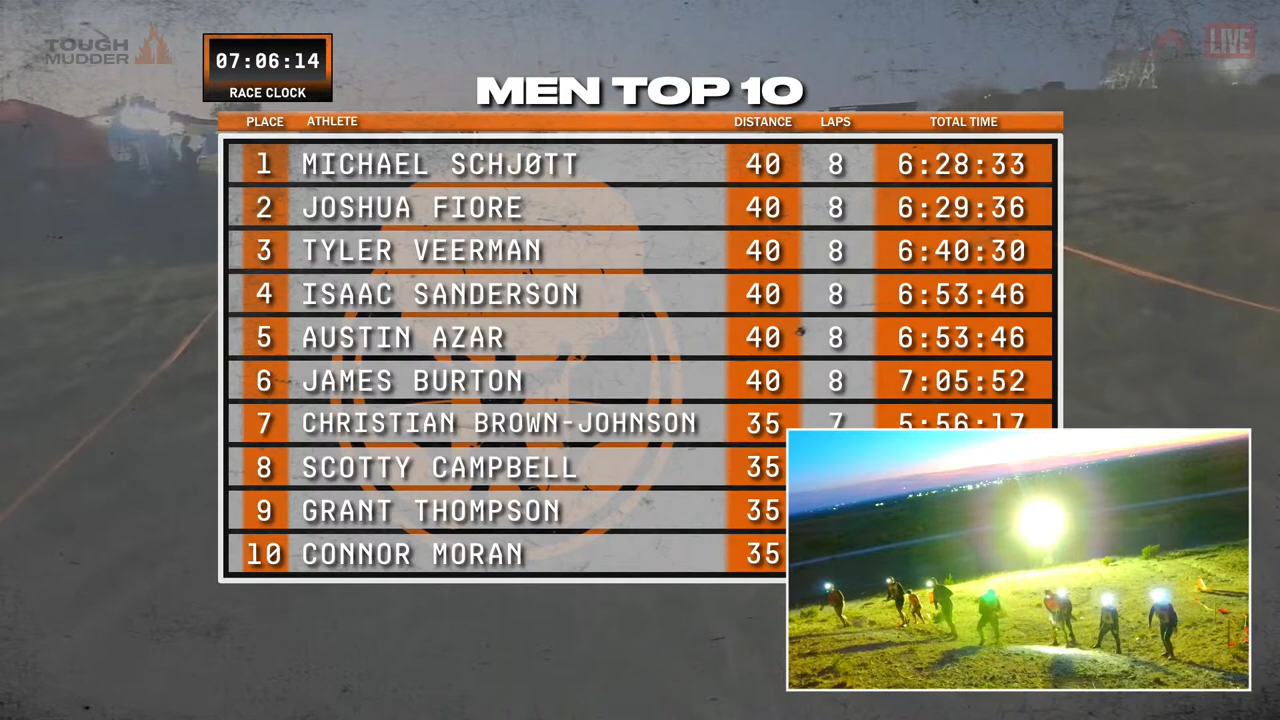 TOUGH
MUDDER
07:06:14
RACE CLOCK
LIVE
MEN TOP 10
PLACE ATHLETE DISTANCE LAPS TOTAL TIME
1 MICHAEL SCHJØTT 40 8 6:28:33
2 JOSHUA FIORE 40 8 6:29:36
3 TYLER VEERMAN 40 8 6:40:30
4 ISAAC SANDERSON 40 8 6:53:46
5 AUSTIN AZAR 40 8 6:53:46
6 JAMES BURTON 40 8 7:05:52
7 CHRISTIAN BROWN-JOHNSON 35 7 5:56:17
8 SCOTTY CAMPBELL 35
9 GRANT THOMPSON 35
10 CONNOR MORAN 35